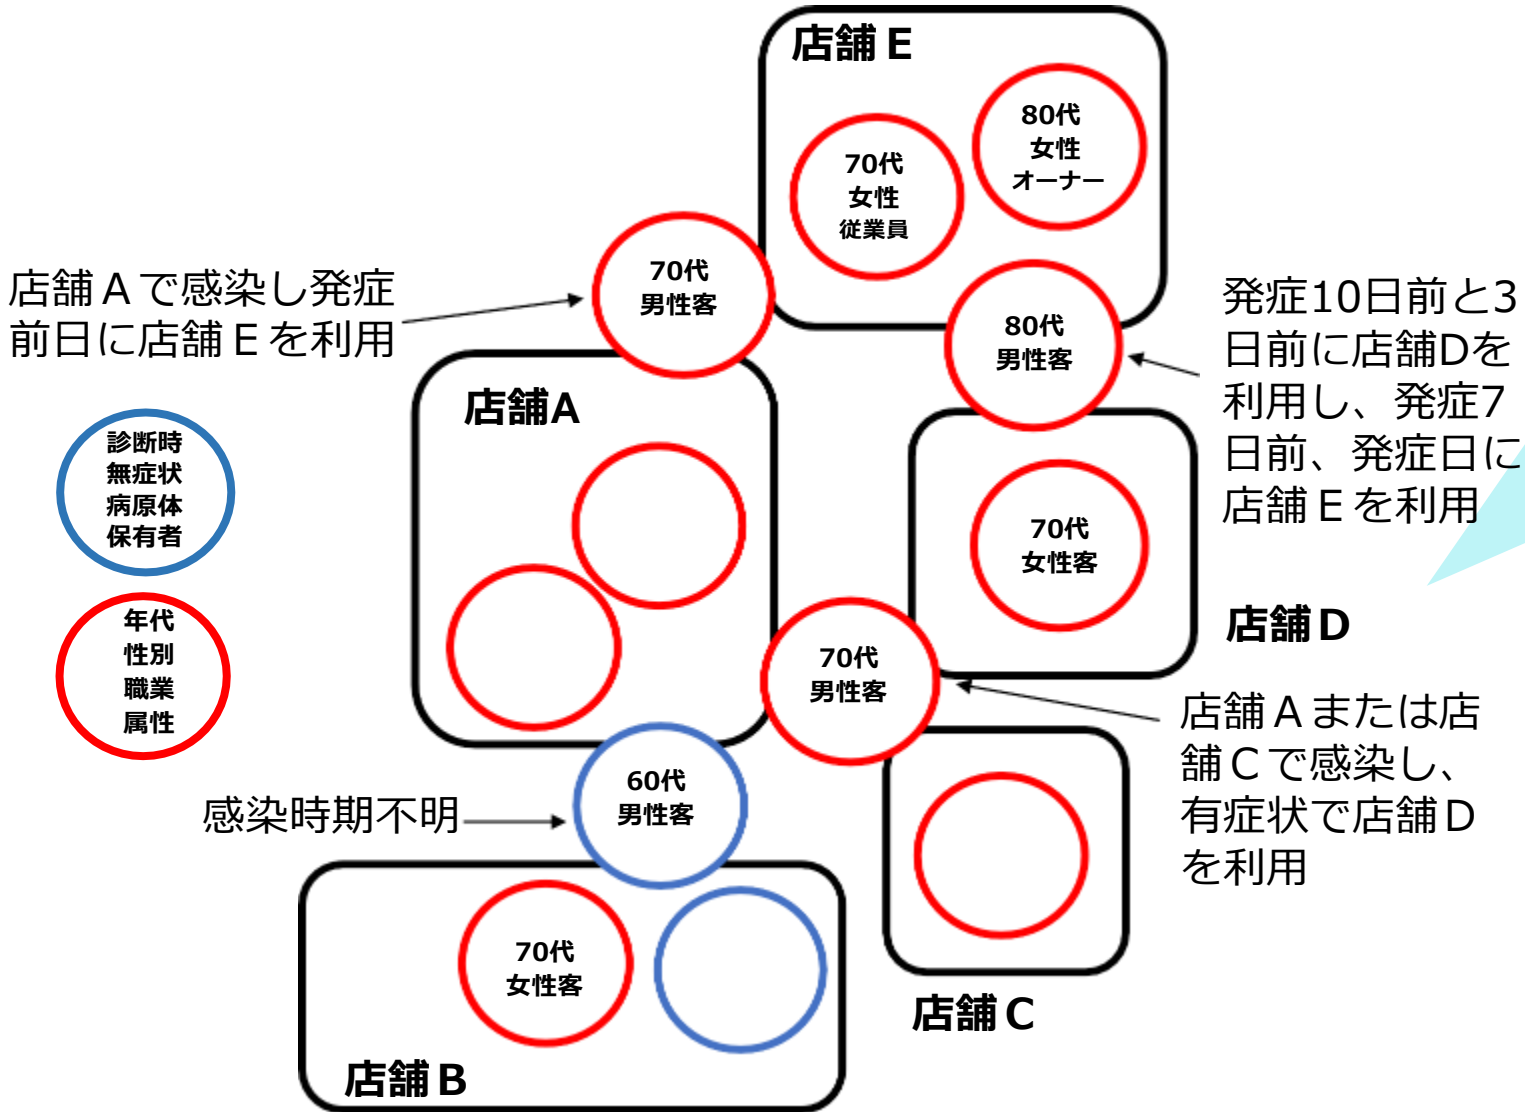 店舗Ｅ
80代
女性
オーナー
70代
女性
従業員
70代
男性客
店舗Ａで感染し発症
前日に店舗Ｅを利用
80代
男性客
発症10日前と3
日前に店舗Dを
利用し、発症7
日前、発症日に
店舗Ｅを利用
店舗A
診断時
無症状
病原体
保有者
70代
女性客
店舗Ｄ
年代
性別
職業
属性
70代
男性客
店舗Ａまたは店
舗Ｃで感染し、
有症状で店舗Ｄ
を利用
60代
男性客
感染時期不明
70代
女性客
店舗Ｃ
店舗Ｂ